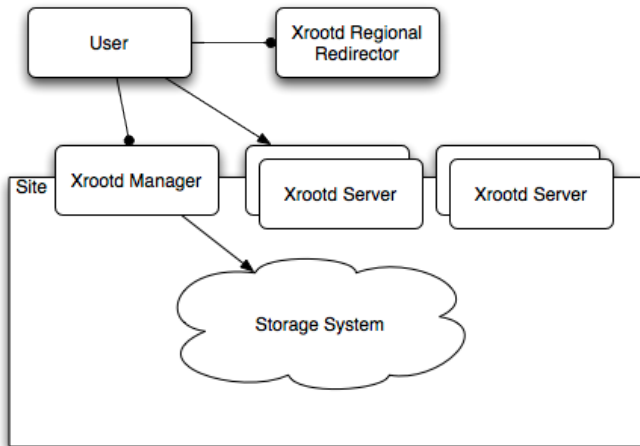 User
Xrootd Regional
Redirector
Site
Xrootd Manager
Xrootd Server
Xrootd Server
Storage System